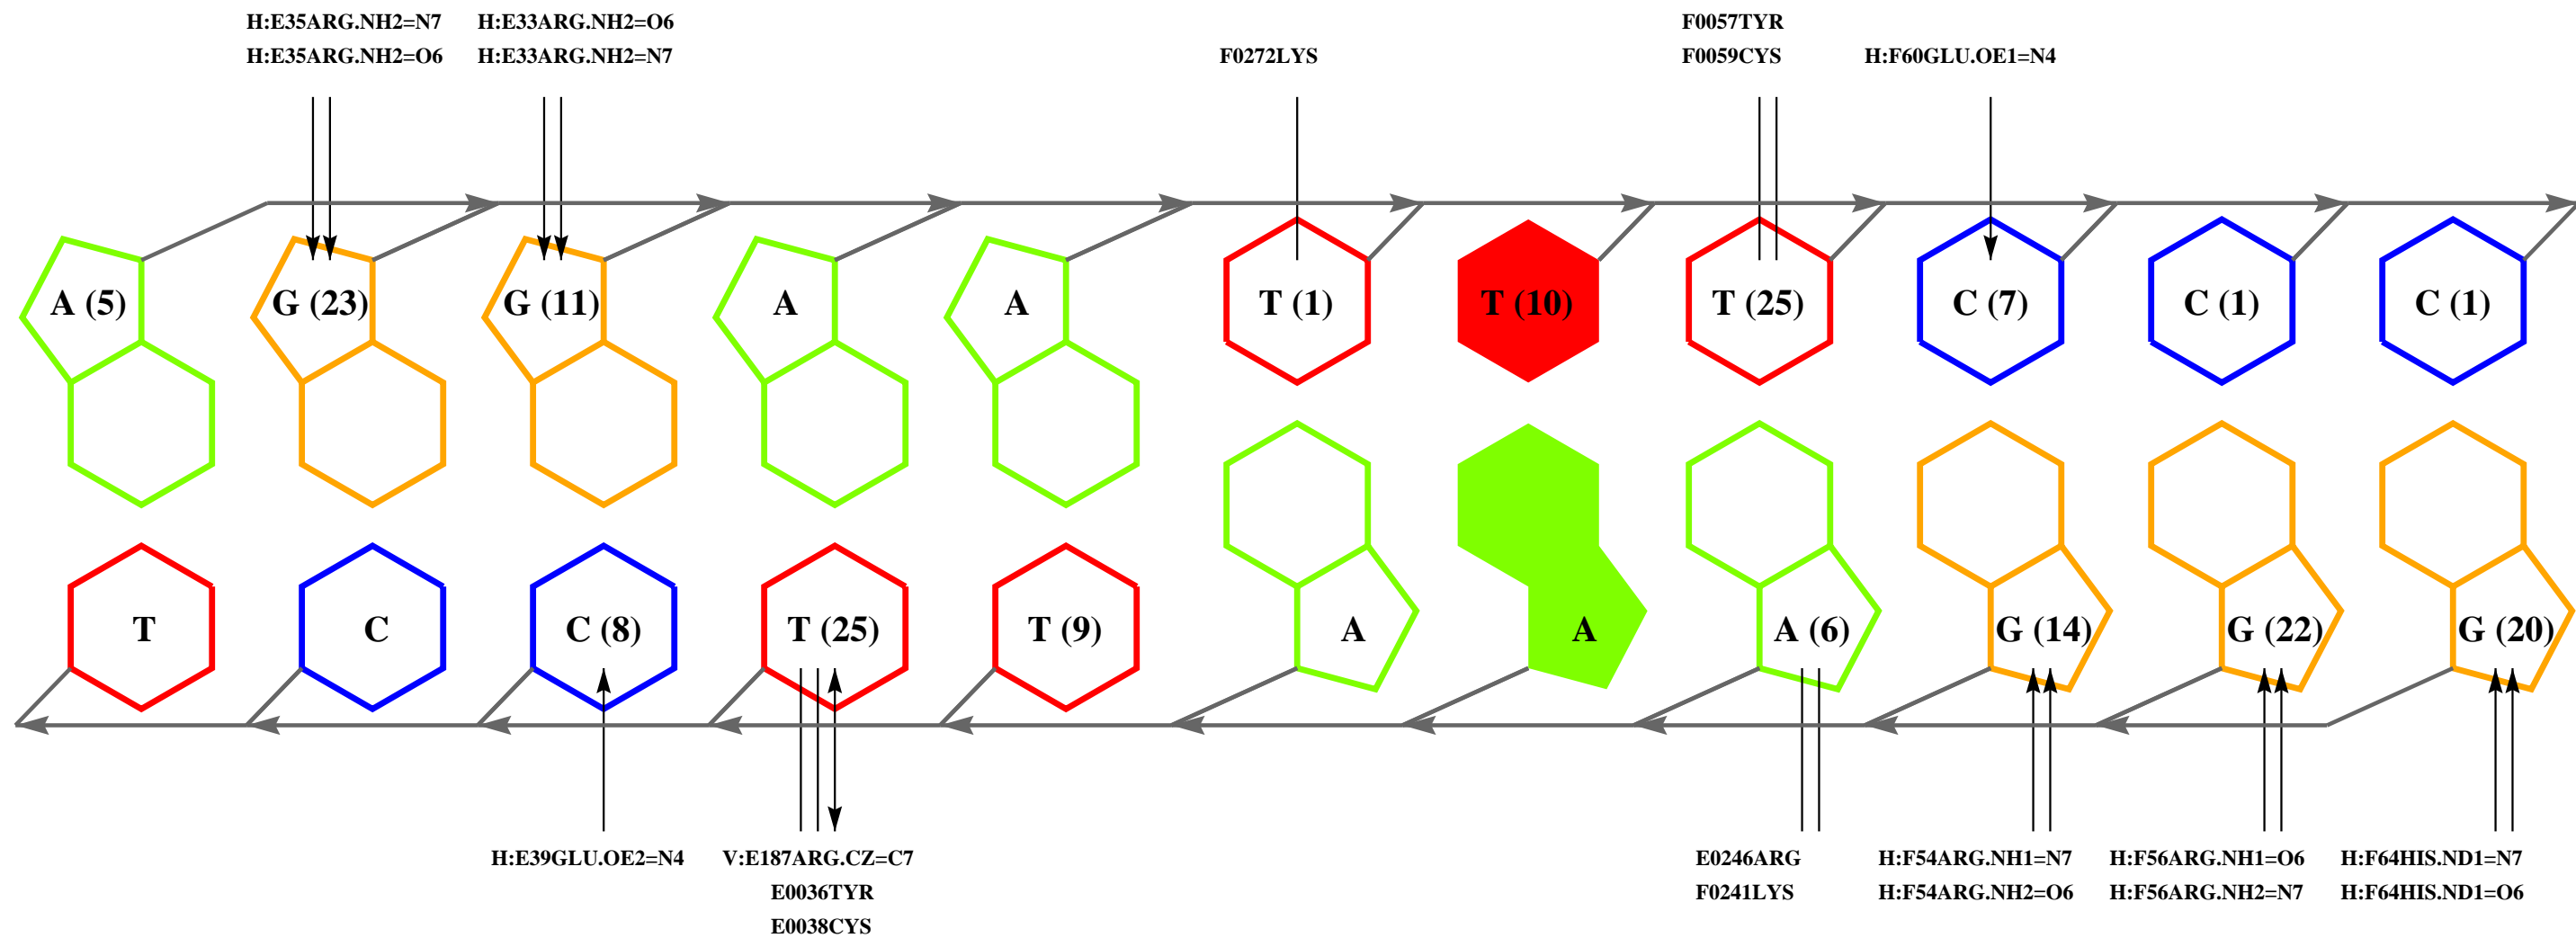 H:E35ARG.NH2=N7 H:E33ARG.NH2=O6 F0057TYR
H:E35ARG.NH2=O6 H:E33ARG.NH2=N7 F0272LYS F0059CYS H:F60GLU.OE1=N4
A (5) G (23) G (11) A A T (1) T (10) T (25) C (7) C (1) C (1)
T C C (8) T (25) T (9) A A A (6) G (14) G (22) G (20)
H:E39GLU.OE2=N4 V:E187ARG.CZ=C7 E0246ARG H:F54ARG.NH1=N7 H:F56ARG.NH1=O6 H:F64HIS.ND1=N7
E0036TYR F0241LYS H:F54ARG.NH2=O6 H:F56ARG.NH2=N7 H:F64HIS.ND1=O6
E0038CYS